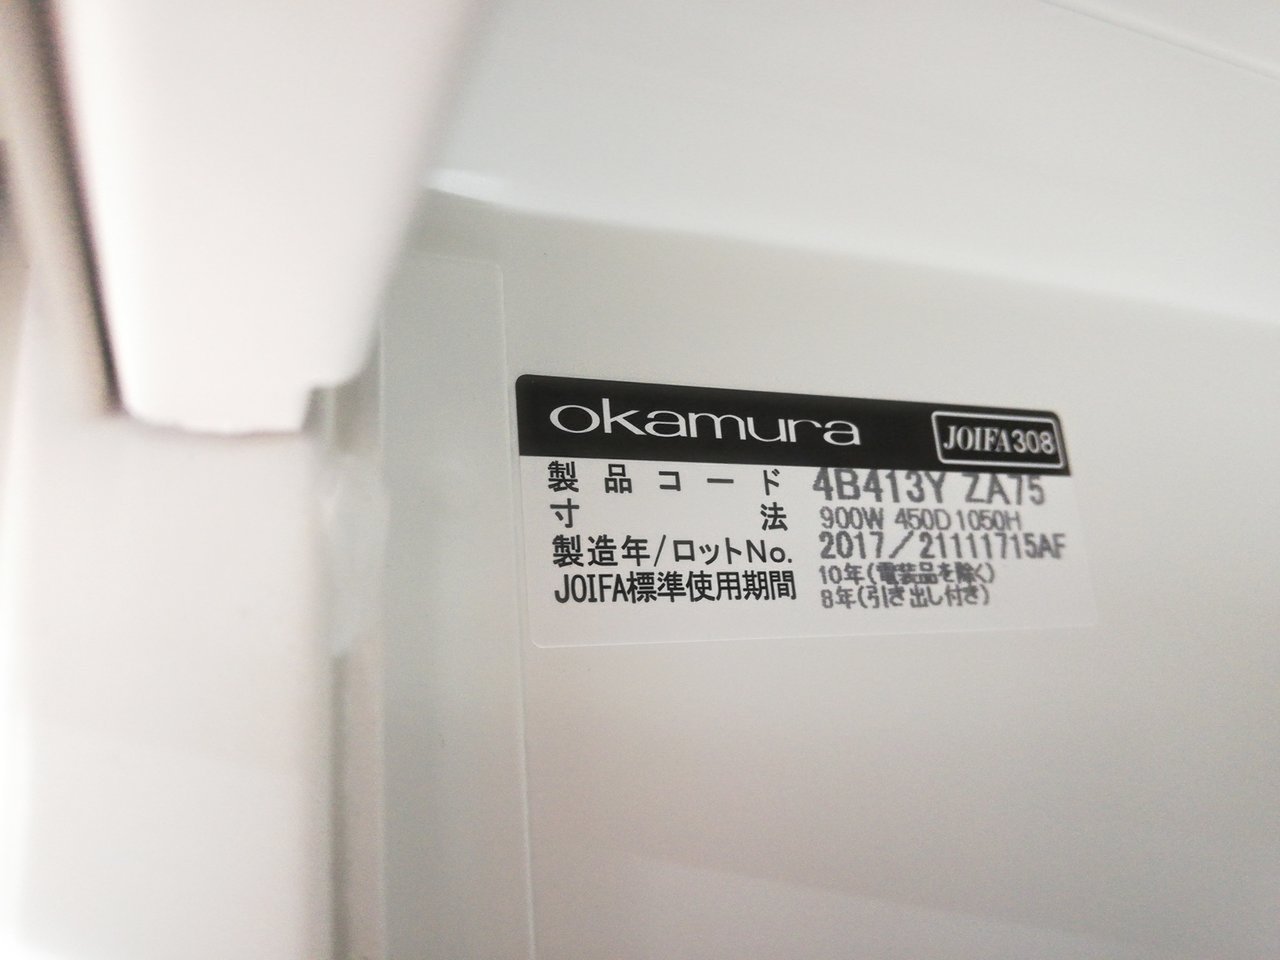 okamura JOIFA308
製品コード 4B413Y ZA75
寸法 900W 450D 1050H
製造年/ロットNo. 2017/21111715AF
JOIFA標準使用期間 10年(電装品を除く)
8年(引き出し付き)